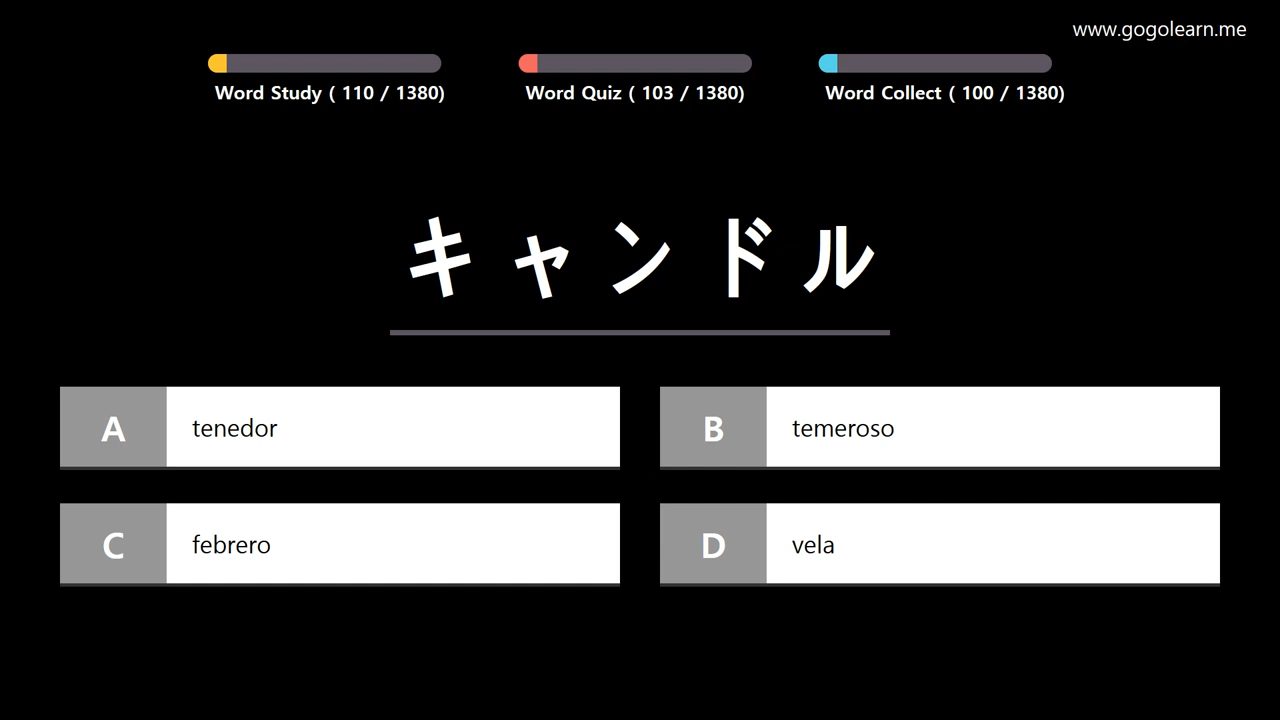 www.gogolearn.me
Word Study ( 110 / 1380)
Word Quiz ( 103 / 1380)
Word Collect ( 100 / 1380)
キャンドル
A tenedor
B temeroso
C febrero
D vela